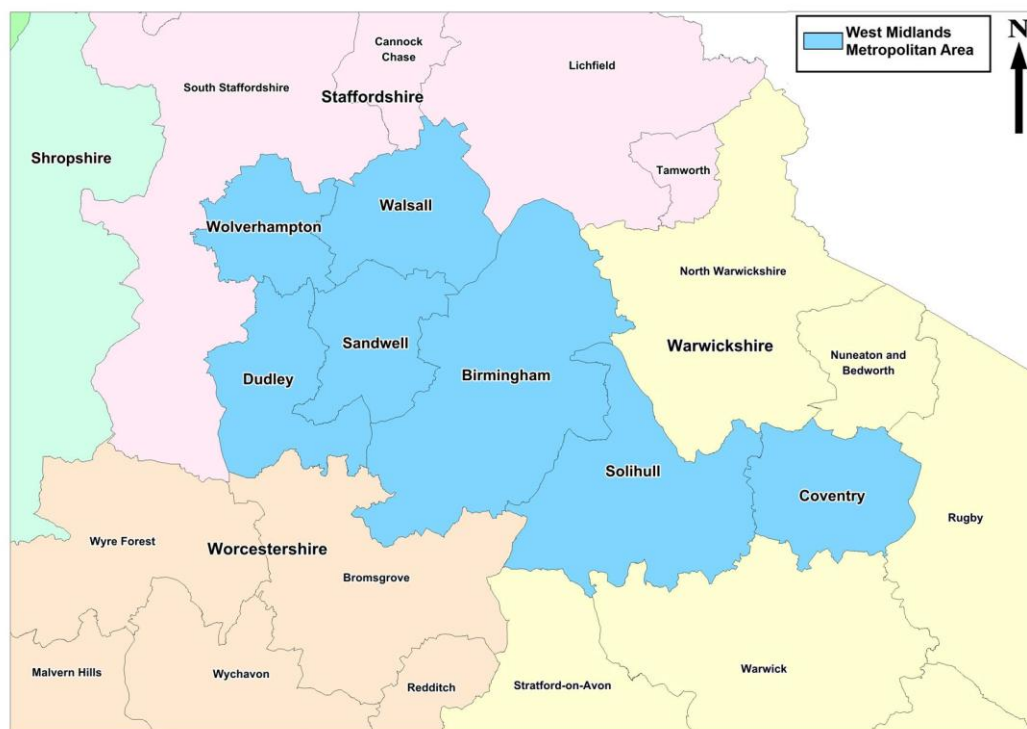 West Midlands
Metropolitan Area
N
Cannock
Chase
Lichfield
South Staffordshire
Staffordshire
Shropshire
Tamworth
Walsall
Wolverhampton
North Warwickshire
Sandwell
Warwickshire
Nuneaton and
Bedworth
Dudley
Birmingham
Solihull
Coventry
Rugby
Wyre Forest
Worcestershire
Bromsgrove
Malvern Hills
Wychavon
Redditch
Stratford-on-Avon
Warwick